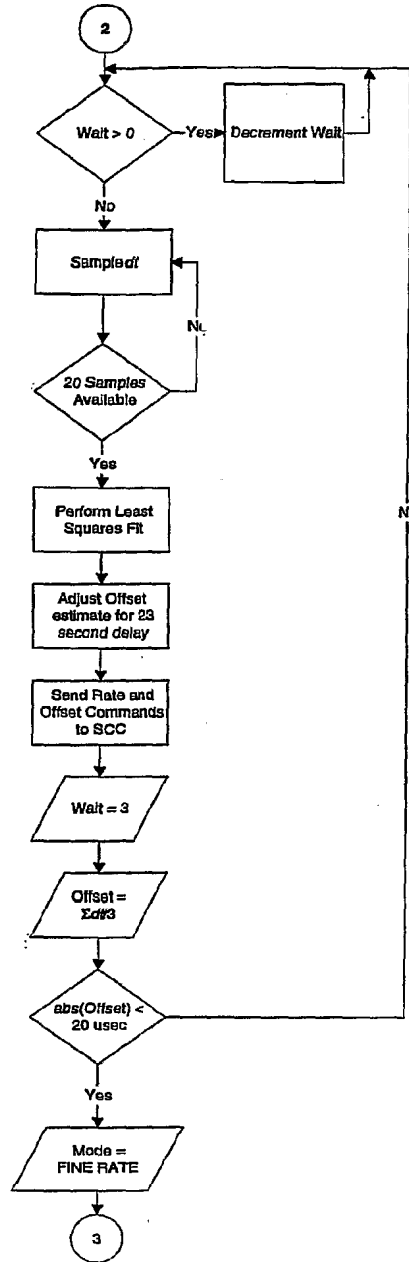 2
Wait > 0
Yes
Decrement Wait
No
Sample dt
No
20 Samples
Available
Yes
Perform Least
Squares Fit
N
Adjust Offset
estimate for 23
second delay
Send Rate and
Offset Commands
to SCC
Wait = 3
Offset =
Σdt/3
abs(Offset) <
20 usec
Yes
Mode =
FINE RATE
3